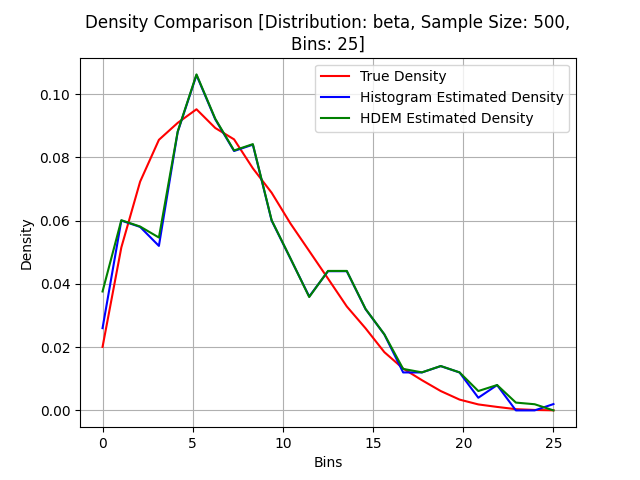 Density Comparison [Distribution: beta, Sample Size: 500,
Bins: 25]
True Density
Histogram Estimated Density
HDEM Estimated Density
Density
0.10
0.08
0.06
0.04
0.02
0.00
0 5 10 15 20 25
Bins